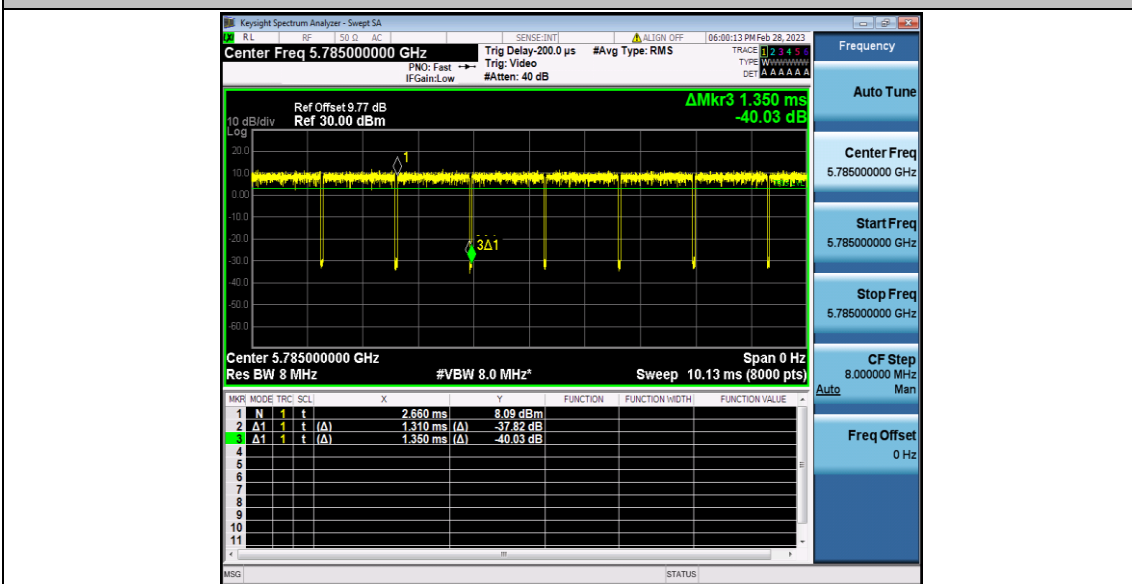 Keysight Spectrum Analyzer - Swept SA
LXI RL RF 50 Ω AC SENSE:INT ALIGN OFF 06:00:13 PM Feb 28, 2023
Center Freq 5.785000000 GHz
PNO: Fast
IFGain:Low
Trig Delay-200.0 µs
Trig: Video
#Atten: 40 dB
#Avg Type: RMS
TRACE 1 2 3 4 5 6
TYPE WWWWWW
DET A A A A A A
Ref Offset 9.77 dB
10 dB/div Ref 30.00 dBm
Log
ΔMkr3 1.350 ms
-40.03 dB
20.0
10.0
0.00
-10.0
-20.0
-30.0
-40.0
-50.0
-60.0
1
3Δ1
Center 5.785000000 GHz Span 0 Hz
Res BW 8 MHz #VBW 8.0 MHz* Sweep 10.13 ms (8000 pts)
MKR MODE TRC SCL X Y FUNCTION FUNCTION WIDTH FUNCTION VALUE
1 N 1 t 2.660 ms 8.09 dBm
2 Δ1 1 t (Δ) 1.310 ms (Δ) -37.82 dB
3 Δ1 1 t (Δ) 1.350 ms (Δ) -40.03 dB
4
5
6
7
8
9
10
11
MSG STATUS
Frequency
Auto Tune
Center Freq
5.785000000 GHz
Start Freq
5.785000000 GHz
Stop Freq
5.785000000 GHz
CF Step
8.000000 MHz
Auto Man
Freq Offset
0 Hz